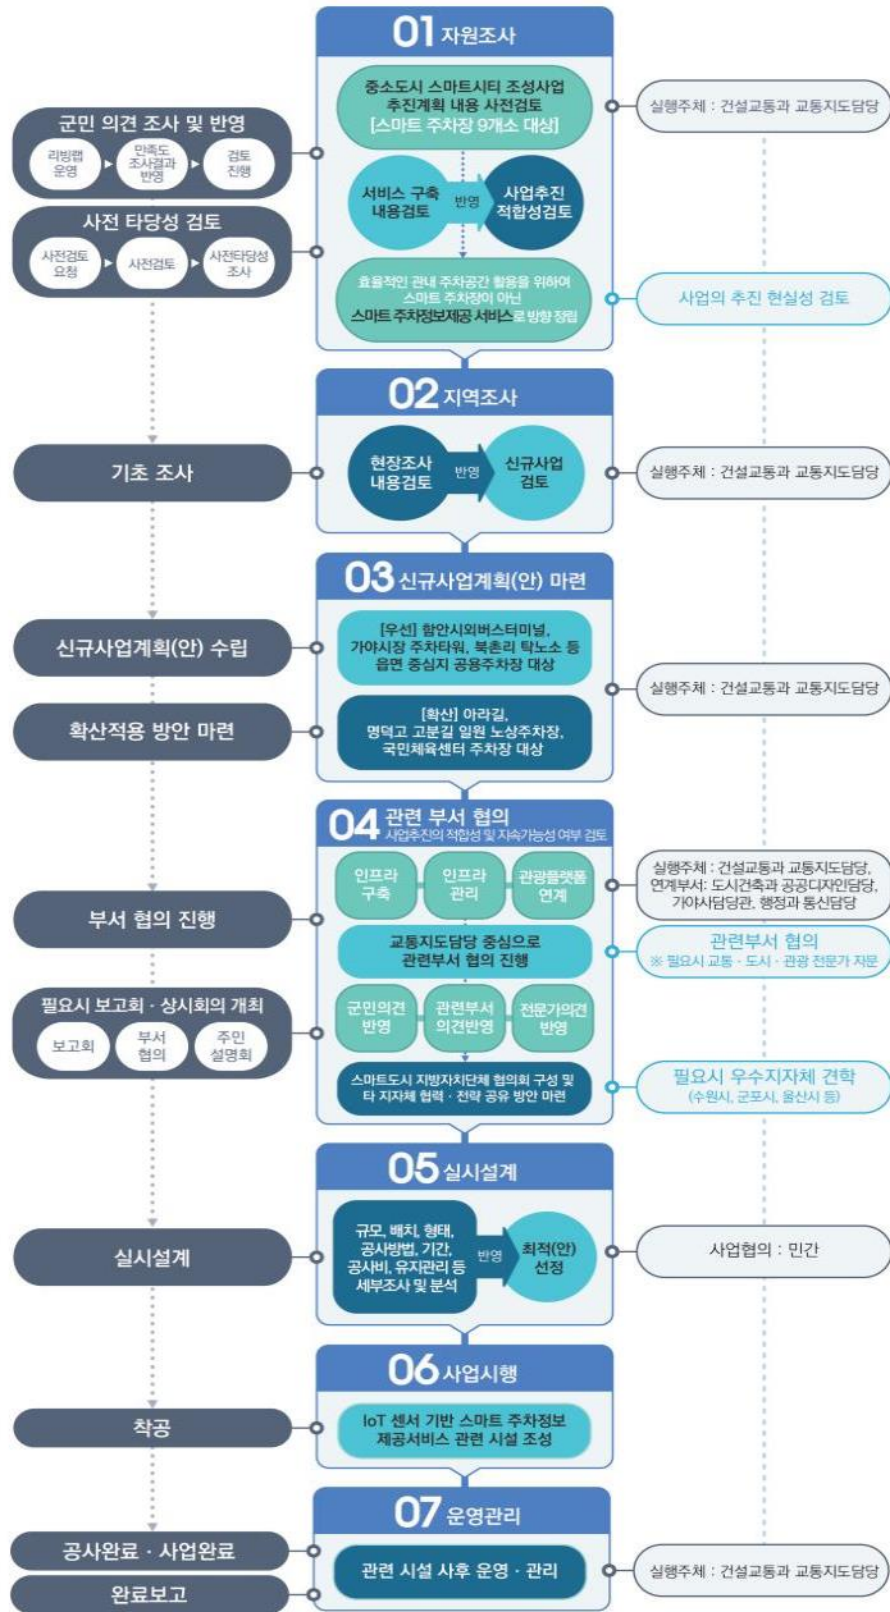 01 자원조사
중소도시 스마트시티 조성사업
추진계획 내용 사전검토
[스마트 주차장 9개소 대상]
실행주체 : 건설교통과 교통지도담당
군민 의견 조사 및 반영
리빙랩
운영
만족도
조사결과
반영
검토
진행
서비스 구축
내용검토
반영
사업추진
적합성검토
사전 타당성 검토
사전검토
요청
사전검토
사전타당성
조사
효율적인 관내 주차공간 활용을 위하여
스마트 주차장이 아닌
스마트 주차정보제공 서비스로 방향 정립
사업의 추진 현실성 검토
02 지역조사
기초 조사
현장조사
내용검토
반영
신규사업
검토
실행주체 : 건설교통과 교통지도담당
03 신규사업계획(안) 마련
신규사업계획(안) 수립
[우선] 함안시외버스터미널,
가야시장 주차타워, 북촌리 탁노소 등
읍면 중심지 공용주차장 대상
실행주체 : 건설교통과 교통지도담당
확산적용 방안 마련
[확산] 아라길,
명덕고 고분길 일원 노상주차장,
국민체육센터 주차장 대상
04 관련 부서 협의
사업추진의 적합성 및 지속가능성 여부 검토
인프라
구축
인프라
관리
관광플랫폼
연계
실행주체 : 건설교통과 교통지도담당,
연계부서: 도시건축과 공공디자인담당,
가야사담당관, 행정과 통신담당
부서 협의 진행
교통지도담당 중심으로
관련부서 협의 진행
관련부서 협의
※ 필요시 교통 · 도시 · 관광 전문가 자문
필요시 보고회 · 상시회의 개최
보고회
부서
협의
주민
설명회
군민의견
반영
관련부서
의견반영
전문가의견
반영
스마트도시 지방자치단체 협의회 구성 및
타 지자체 협력 · 전략 공유 방안 마련
필요시 우수지자체 견학
(수원시, 군포시, 울산시 등)
05 실시설계
실시설계
규모, 배치, 형태,
공사방법, 기간,
공사비, 유지관리 등
세부조사 및 분석
반영
최적(안)
선정
사업협의 : 민간
06 사업시행
착공
IoT 센서 기반 스마트 주차정보
제공서비스 관련 시설 조성
07 운영관리
공사완료 · 사업완료
완료보고
관련 시설 사후 운영 · 관리
실행주체 : 건설교통과 교통지도담당